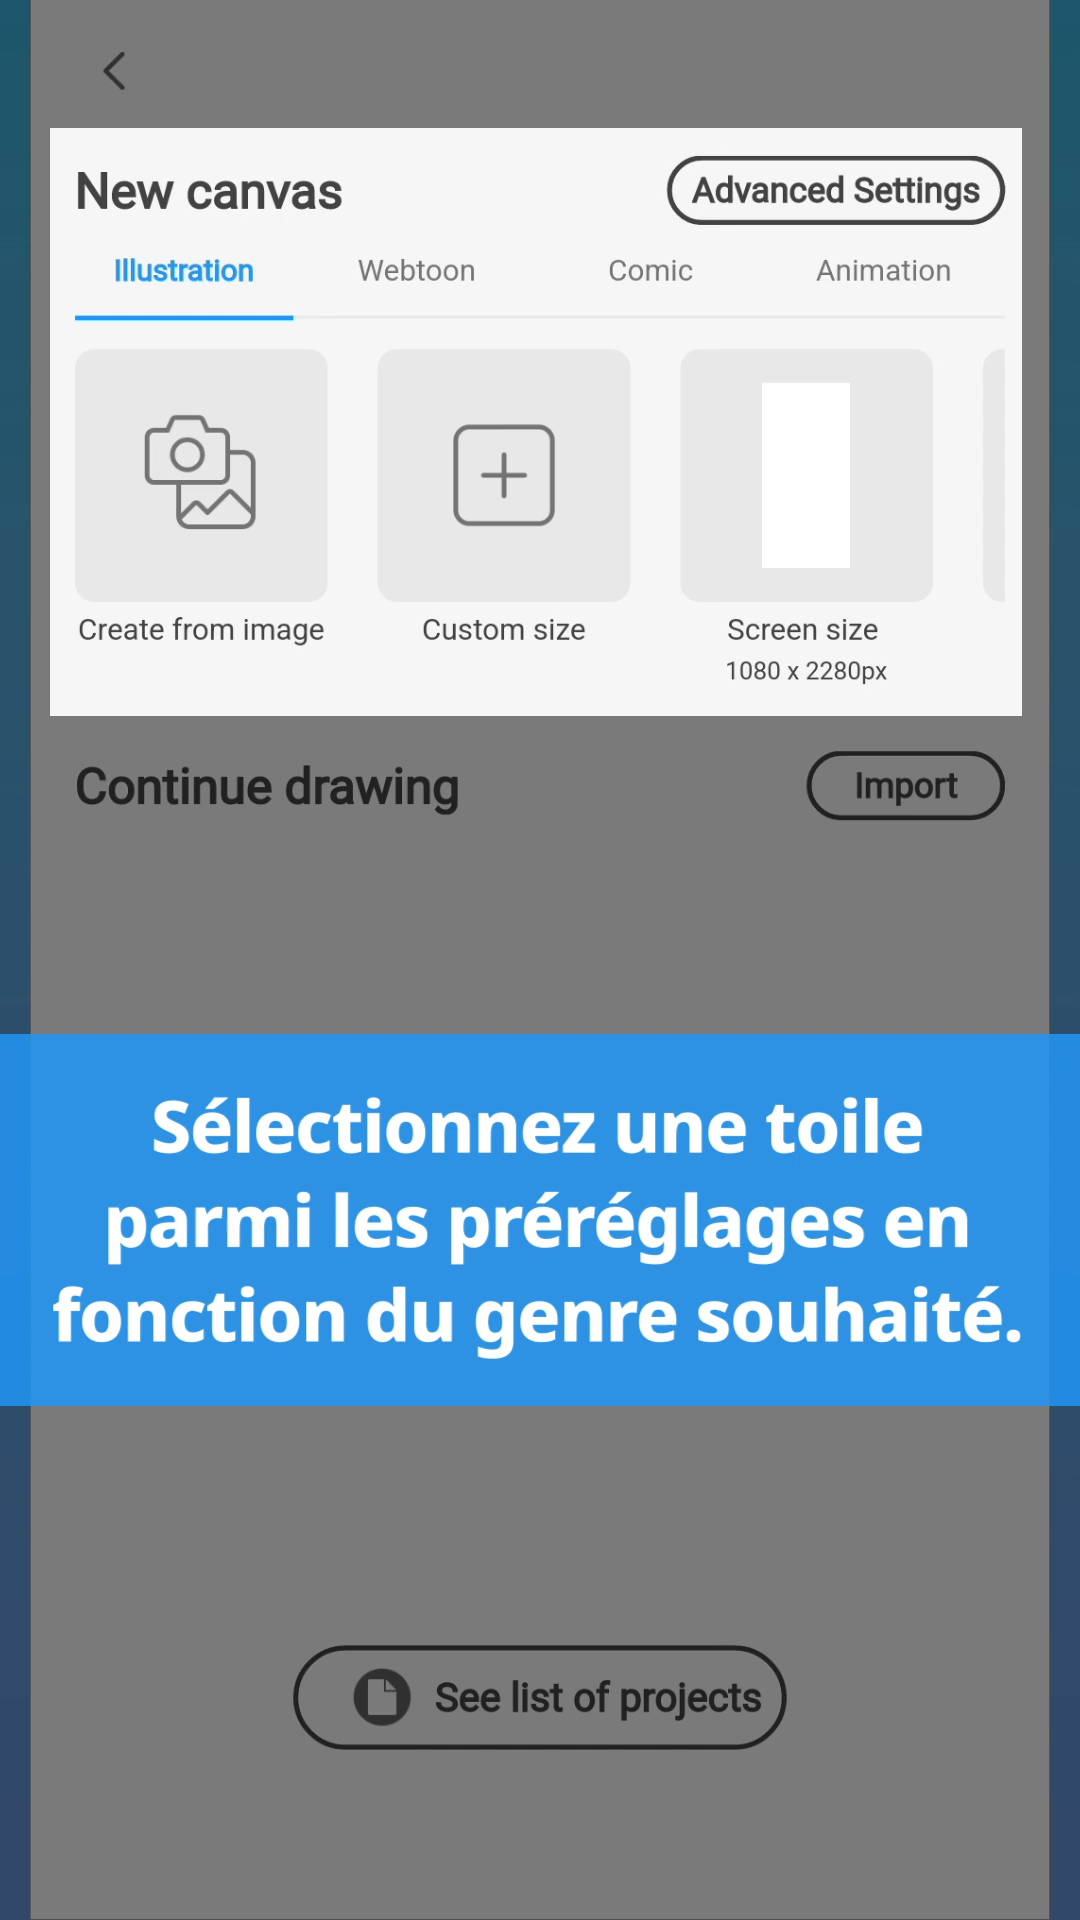 New canvas
Advanced Settings
Illustration
Webtoon
Comic
Animation
Create from image
Custom size
Screen size
1080 x 2280px
Continue drawing
Import
Sélectionnez une toile
parmi les préréglages en
fonction du genre souhaité.
See list of projects